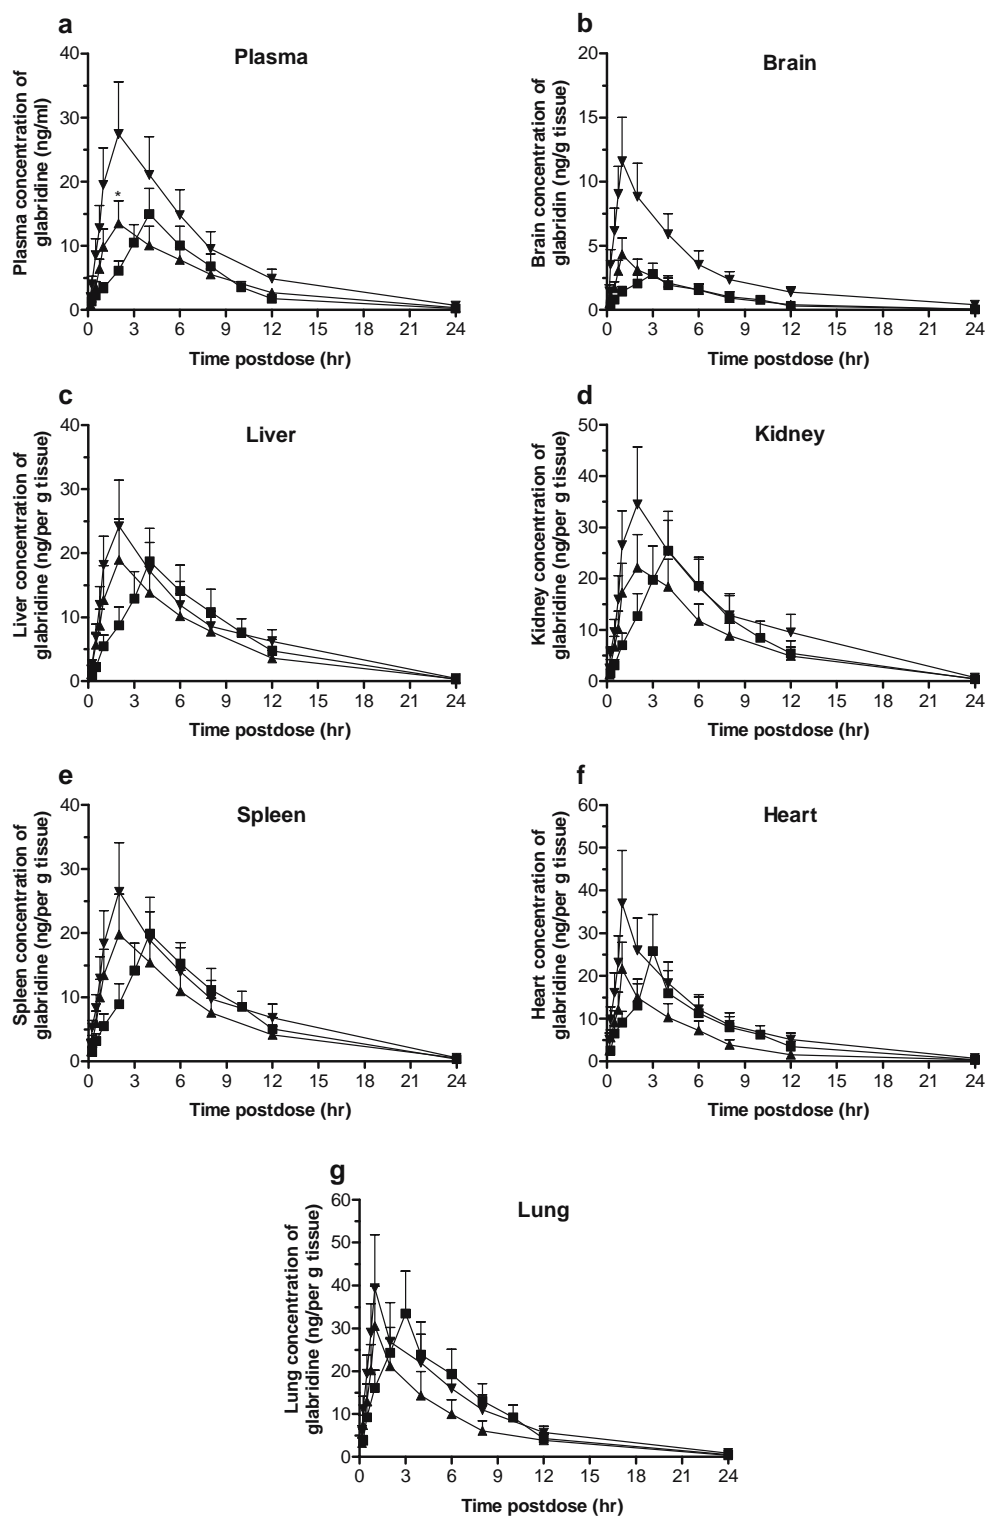 a
Plasma
Plasma concentration of
glabridine (ng/ml)
40
30
20
10
0
*
0 3 6 9 12 15 18 21 24
Time postdose (hr)
b
Brain
Brain concentration of
glabridin (ng/g tissue)
20
15
10
5
0
0 3 6 9 12 15 18 21 24
Time postdose (hr)
c
Liver
Liver concentration of
glabridine (ng/per g tissue)
40
30
20
10
0
0 3 6 9 12 15 18 21 24
Time postdose (hr)
d
Kidney
Kidney concentration of
glabridine (ng/per g tissue)
50
40
30
20
10
0
0 3 6 9 12 15 18 21 24
Time postdose (hr)
e
Spleen
Spleen concentration of
glabridine (ng/per g tissue)
40
30
20
10
0
0 3 6 9 12 15 18 21 24
Time postdose (hr)
f
Heart
Heart concentration of
glabridine (ng/per g tissue)
60
50
40
30
20
10
0
0 3 6 9 12 15 18 21 24
Time postdose (hr)
g
Lung
Lung concentration of
glabridine (ng/per g tissue)
60
50
40
30
20
10
0
0 3 6 9 12 15 18 21 24
Time postdose (hr)